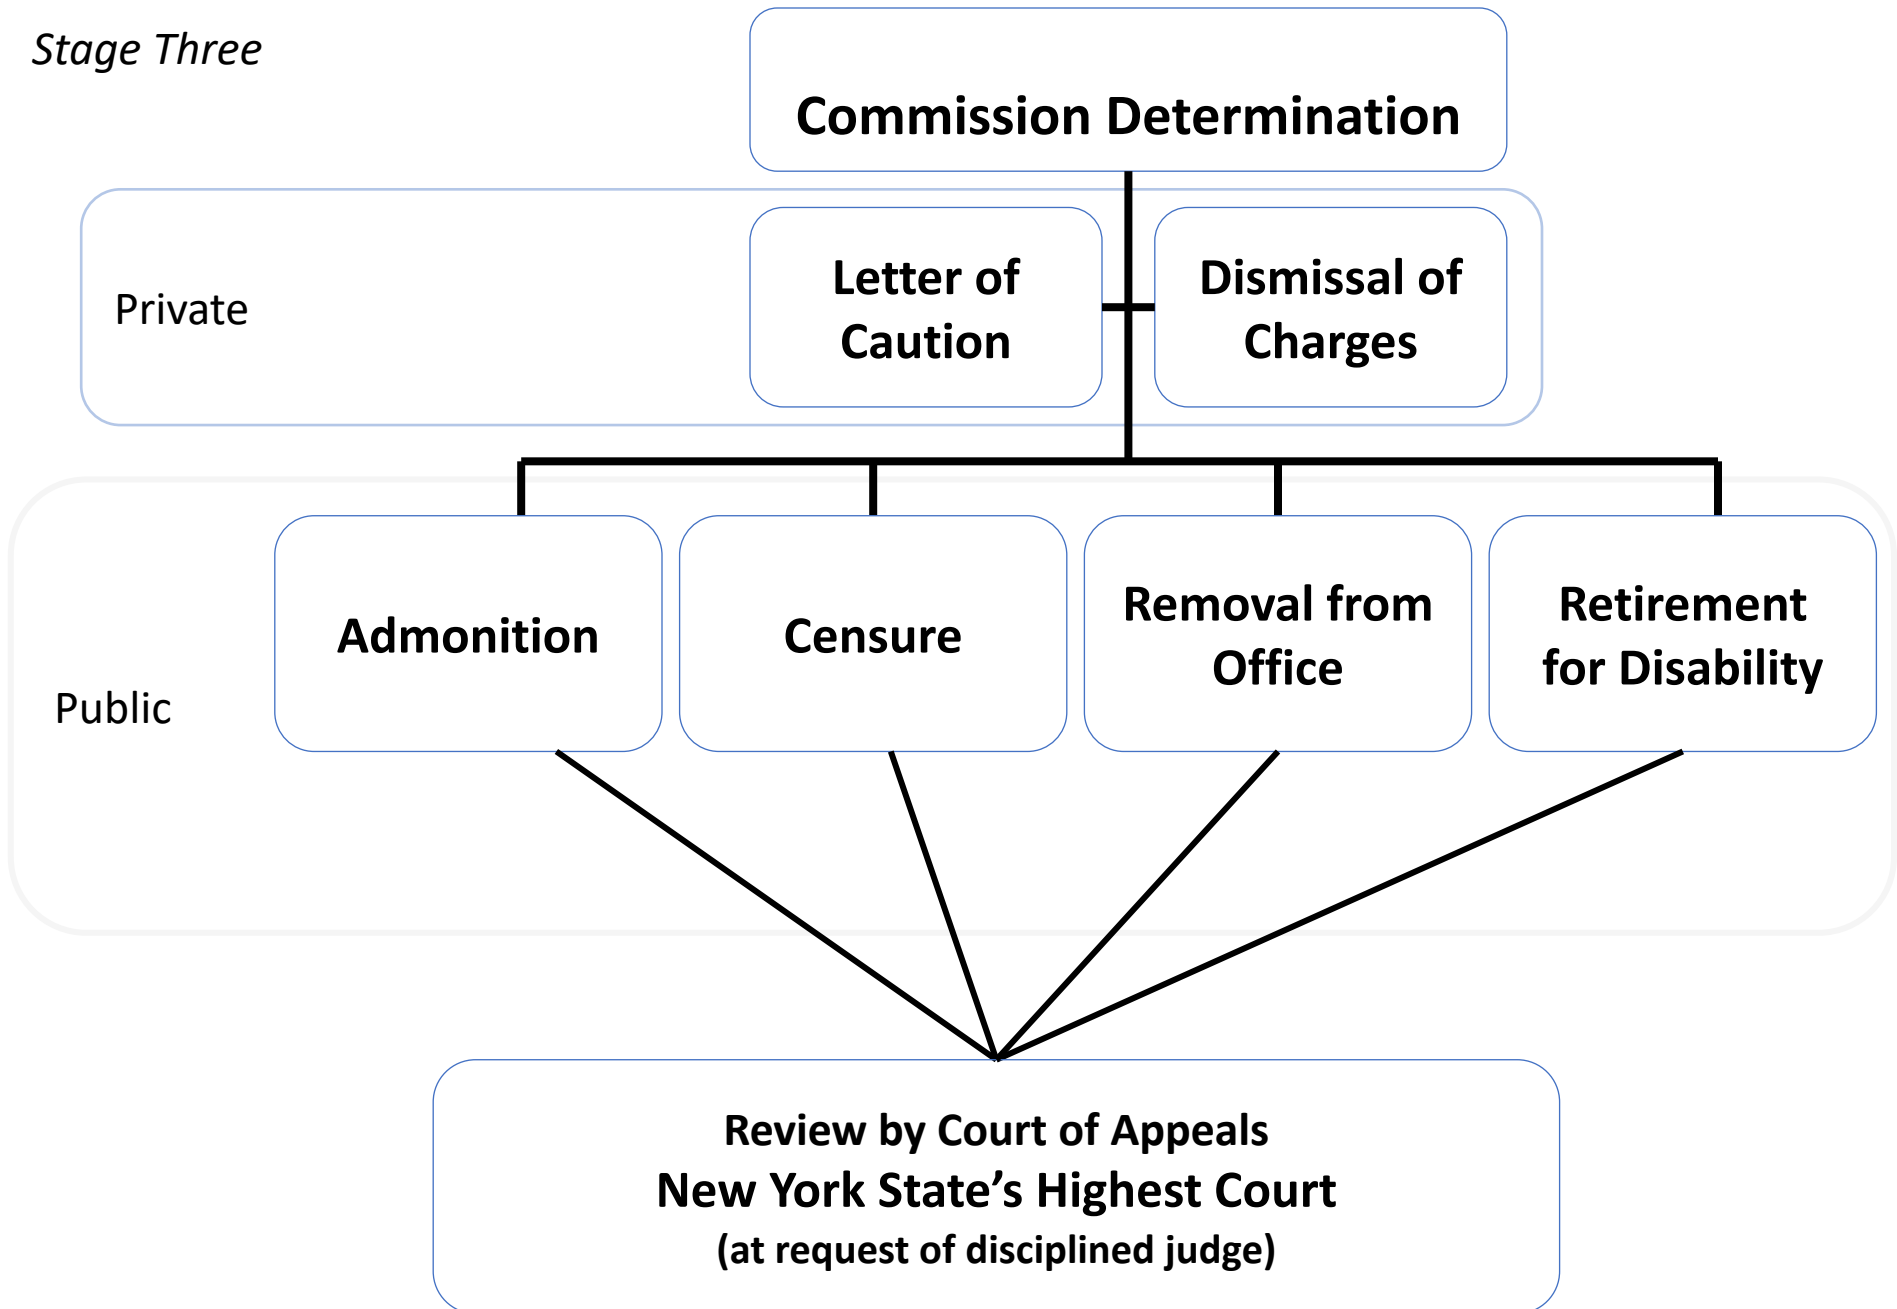 Stage Three
Commission Determination
Private
Letter of
Caution
Dismissal of
Charges
Public
Admonition
Censure
Removal from
Office
Retirement
for Disability
Review by Court of Appeals
New York State’s Highest Court
(at request of disciplined judge)